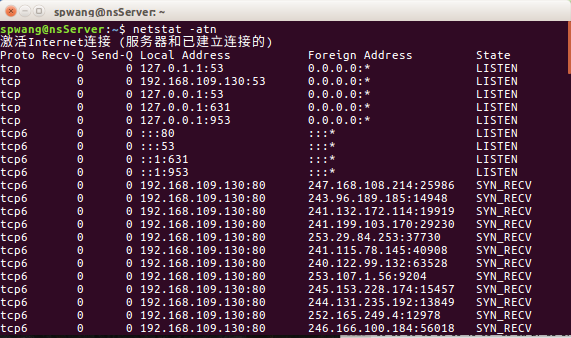 spwang@nsServer: ~
spwang@nsServer:~$ netstat -atn
激活Internet连接 (服务器和已建立连接的)
Proto Recv-Q Send-Q Local Address Foreign Address State
tcp 0 0 127.0.1.1:53 0.0.0.0:* LISTEN
tcp 0 0 192.168.109.130:53 0.0.0.0:* LISTEN
tcp 0 0 127.0.0.1:53 0.0.0.0:* LISTEN
tcp 0 0 127.0.0.1:631 0.0.0.0:* LISTEN
tcp 0 0 127.0.0.1:953 0.0.0.0:* LISTEN
tcp6 0 0 :::80 :::* LISTEN
tcp6 0 0 :::53 :::* LISTEN
tcp6 0 0 ::1:631 :::* LISTEN
tcp6 0 0 ::1:953 :::* LISTEN
tcp6 0 0 192.168.109.130:80 247.168.108.214:25986 SYN_RECV
tcp6 0 0 192.168.109.130:80 243.96.189.185:14948 SYN_RECV
tcp6 0 0 192.168.109.130:80 241.132.172.114:19919 SYN_RECV
tcp6 0 0 192.168.109.130:80 241.199.103.170:29230 SYN_RECV
tcp6 0 0 192.168.109.130:80 253.29.84.253:37730 SYN_RECV
tcp6 0 0 192.168.109.130:80 241.115.78.145:40908 SYN_RECV
tcp6 0 0 192.168.109.130:80 240.122.99.132:63528 SYN_RECV
tcp6 0 0 192.168.109.130:80 253.107.1.56:9204 SYN_RECV
tcp6 0 0 192.168.109.130:80 245.153.228.174:15457 SYN_RECV
tcp6 0 0 192.168.109.130:80 244.131.235.192:13849 SYN_RECV
tcp6 0 0 192.168.109.130:80 252.165.249.4:12978 SYN_RECV
tcp6 0 0 192.168.109.130:80 246.166.100.184:56018 SYN_RECV